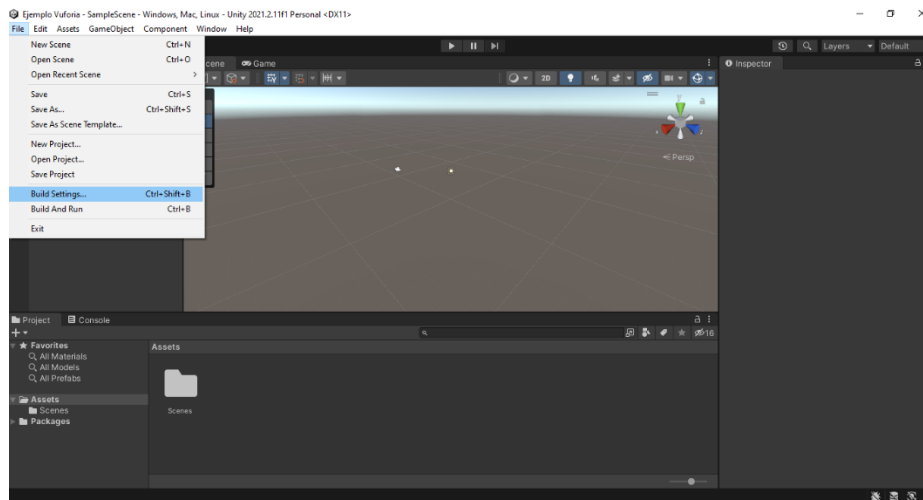 Ejemplo Vuforia - SampleScene - Windows, Mac, Linux - Unity 2021.2.11f1 Personal <DX11>
File Edit Assets GameObject Component Window Help
New Scene Ctrl+N
Open Scene Ctrl+O
Open Recent Scene >
Save Ctrl+S
Save As... Ctrl+Shift+S
Save As Scene Template...
New Project...
Open Project...
Save Project
Build Settings... Ctrl+Shift+B
Build And Run Ctrl+B
Exit
cene Game
2D
Layers Default
Inspector
Persp
Project Console
16
Favorites
All Materials
All Models
All Prefabs
Assets
Scenes
Packages
Assets
Scenes